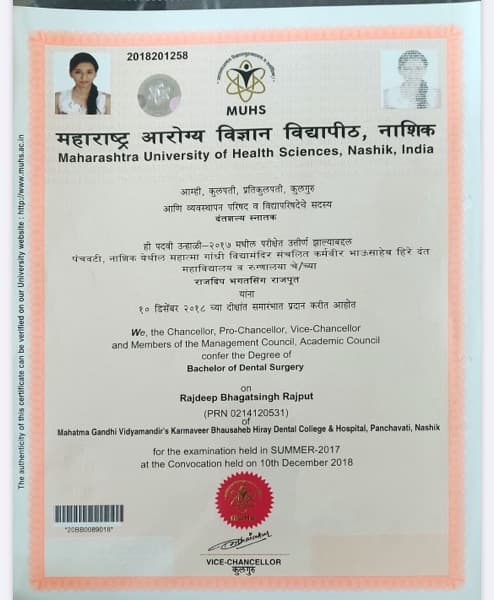 2018201258
MUHS
महाराष्ट्र आरोग्य विज्ञान विद्यापीठ, नाशिक
Maharashtra University of Health Sciences, Nashik, India
आम्ही, कुलपती, प्रतिकुलपती, कुलगुरु
आणि व्यवस्थापन परिषद व विद्यापरिषदेचे सदस्य
दंतशल्य स्नातक
ही पदवी उन्हाळी-२०१७ मधील परीक्षेत उत्तीर्ण झाल्याबद्दल
पंचवटी, नाशिक येथील महात्मा गांधी विद्यामंदिर संचलित कर्मवीर भाऊसाहेब हिरे दंत
महाविद्यालय व रुग्णालया चे/च्या
राजदिप भगतसिंग राजपूत
यांना
१० डिसेंबर २०१८ च्या दीक्षांत समारंभात प्रदान करीत आहोत
We, the Chancellor, Pro-Chancellor, Vice-Chancellor
and Members of the Management Council, Academic Council
confer the Degree of
Bachelor of Dental Surgery
on
Rajdeep Bhagatsingh Rajput
(PRN 0214120531)
of
Mahatma Gandhi Vidyamandir's Karmaveer Bhausaheb Hiray Dental College & Hospital, Panchavati, Nashik
for the examination held in SUMMER-2017
at the Convocation held on 10th December 2018
*20BB0089018*
VICE-CHANCELLOR
कुलगुरु
The authenticity of this certificate can be verified on our University website : http://www.muhs.ac.in